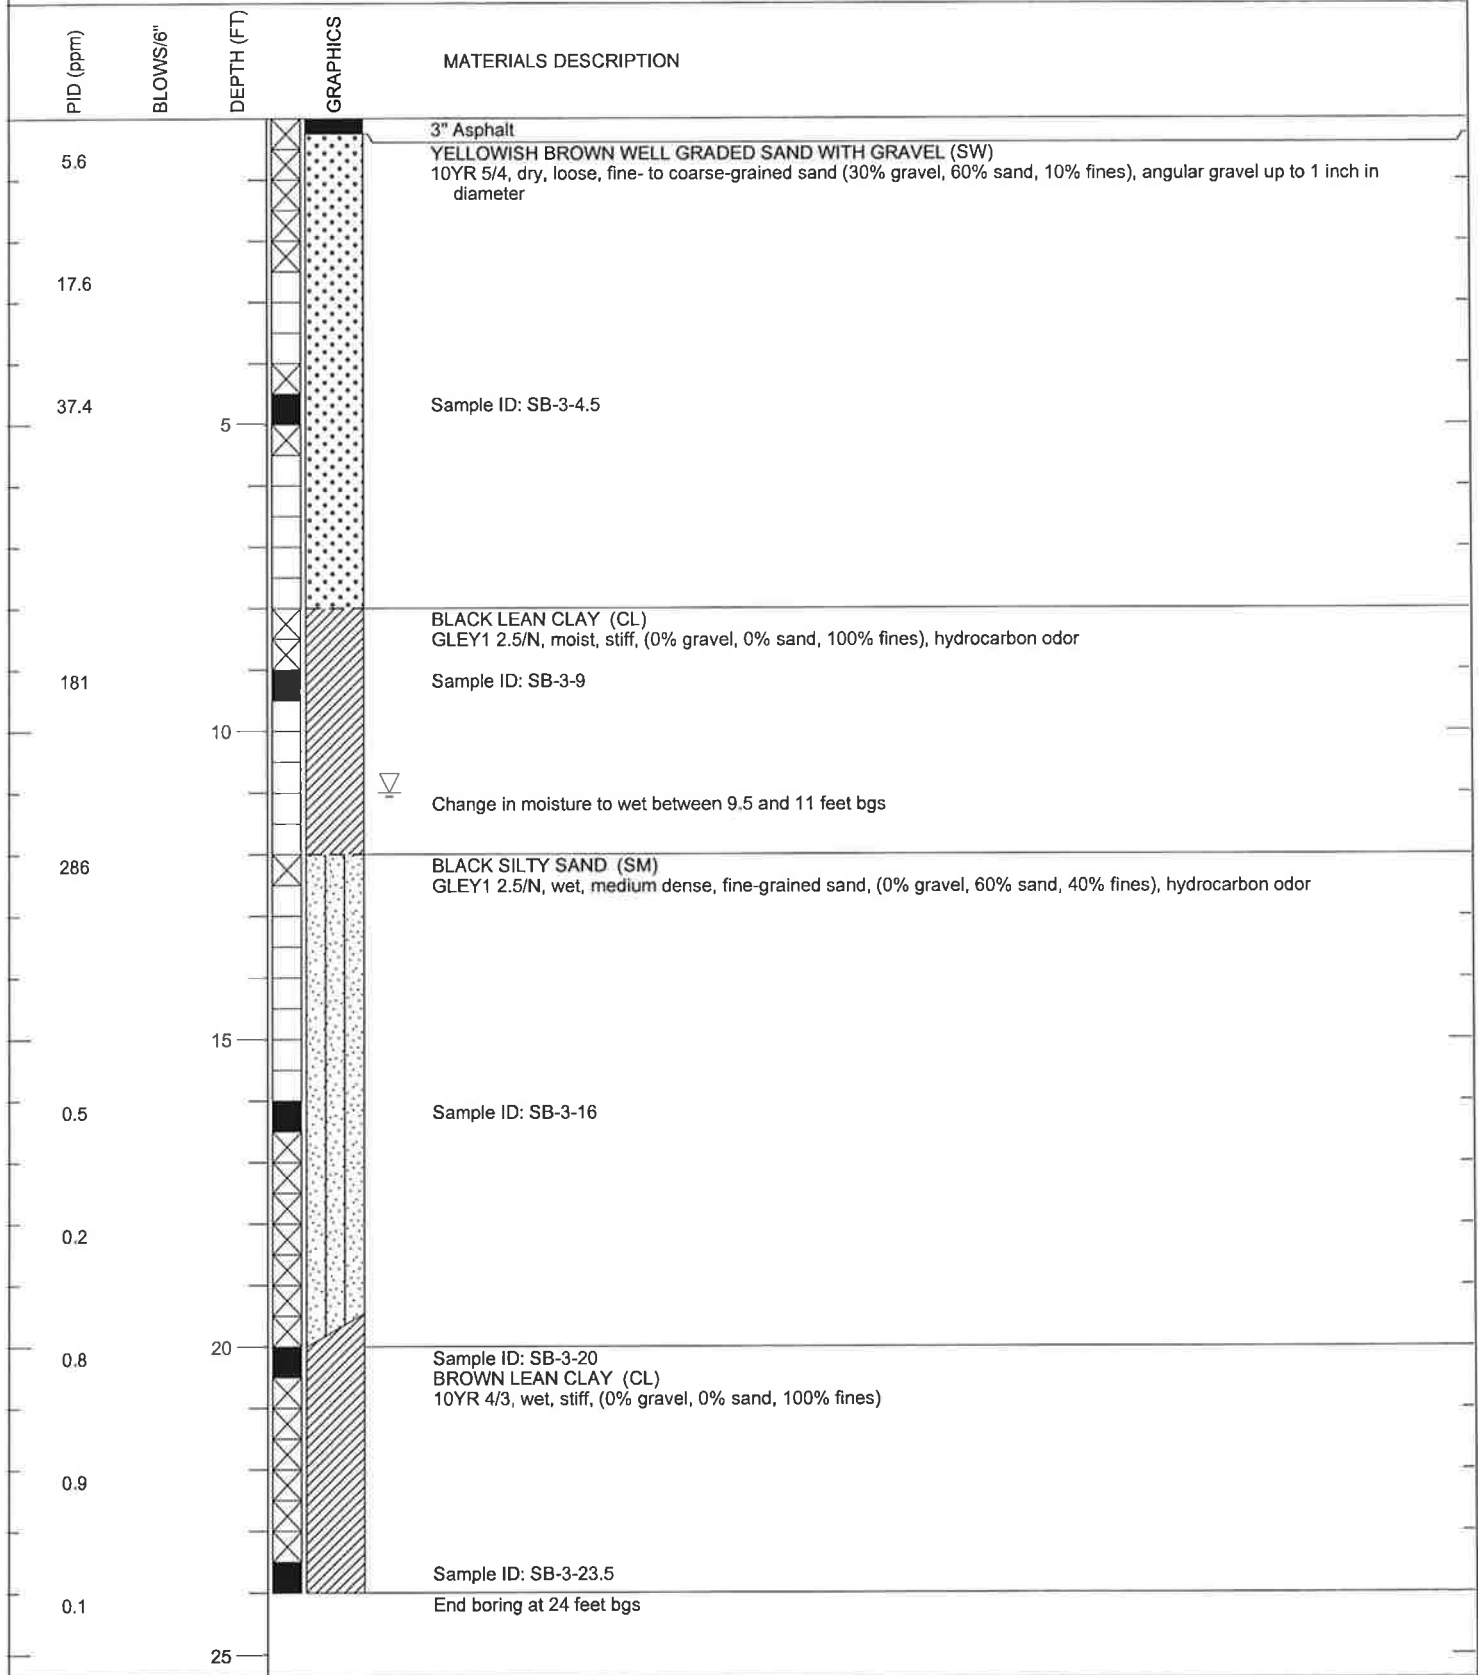 PID (ppm)
BLOWS/6"
DEPTH (FT)
GRAPHICS
MATERIALS DESCRIPTION
3" Asphalt
YELLOWISH BROWN WELL GRADED SAND WITH GRAVEL (SW)
5.6
10YR 5/4, dry, loose, fine- to coarse-grained sand (30% gravel, 60% sand, 10% fines), angular gravel up to 1 inch in
diameter
17.6
37.4
Sample ID: SB-3-4.5
5
BLACK LEAN CLAY (CL)
GLEY1 2.5/N, moist, stiff, (0% gravel, 0% sand, 100% fines), hydrocarbon odor
181
Sample ID: SB-3-9
10
Change in moisture to wet between 9.5 and 11 feet bgs
286
BLACK SILTY SAND (SM)
GLEY1 2.5/N, wet, medium dense, fine-grained sand, (0% gravel, 60% sand, 40% fines), hydrocarbon odor
15
0.5
Sample ID: SB-3-16
0.2
20
0.8
Sample ID: SB-3-20
BROWN LEAN CLAY (CL)
10YR 4/3, wet, stiff, (0% gravel, 0% sand, 100% fines)
0.9
Sample ID: SB-3-23.5
0.1
End boring at 24 feet bgs
25